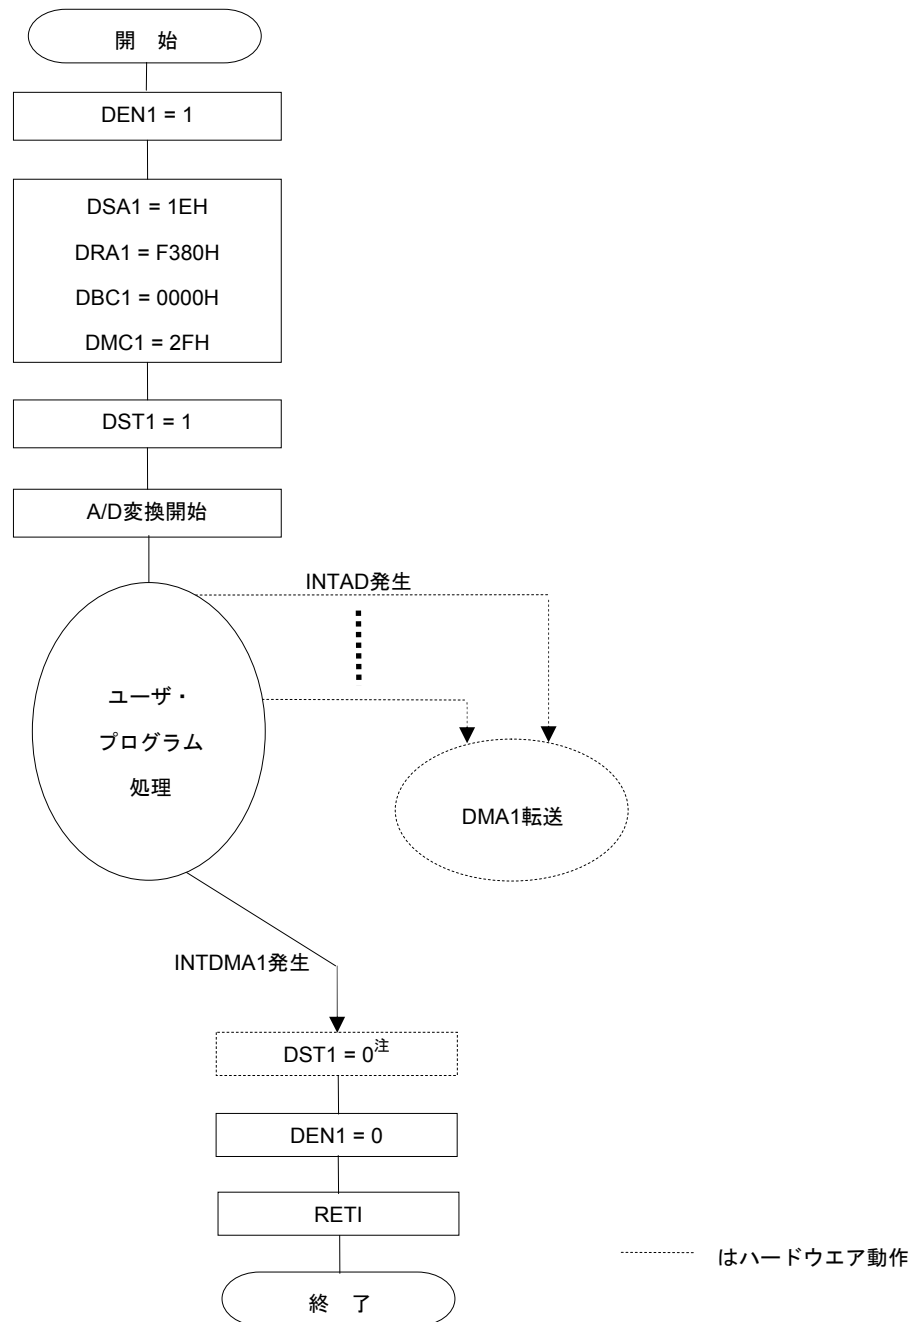 開　始
DEN1 = 1
DSA1 = 1EH
DRA1 = F380H
DBC1 = 0000H
DMC1 = 2FH
DST1 = 1
A/D変換開始
INTAD発生
ユーザ・
プログラム
処理
DMA1転送
INTDMA1発生
DST1 = 0注
DEN1 = 0
RETI
はハードウエア動作
終　了